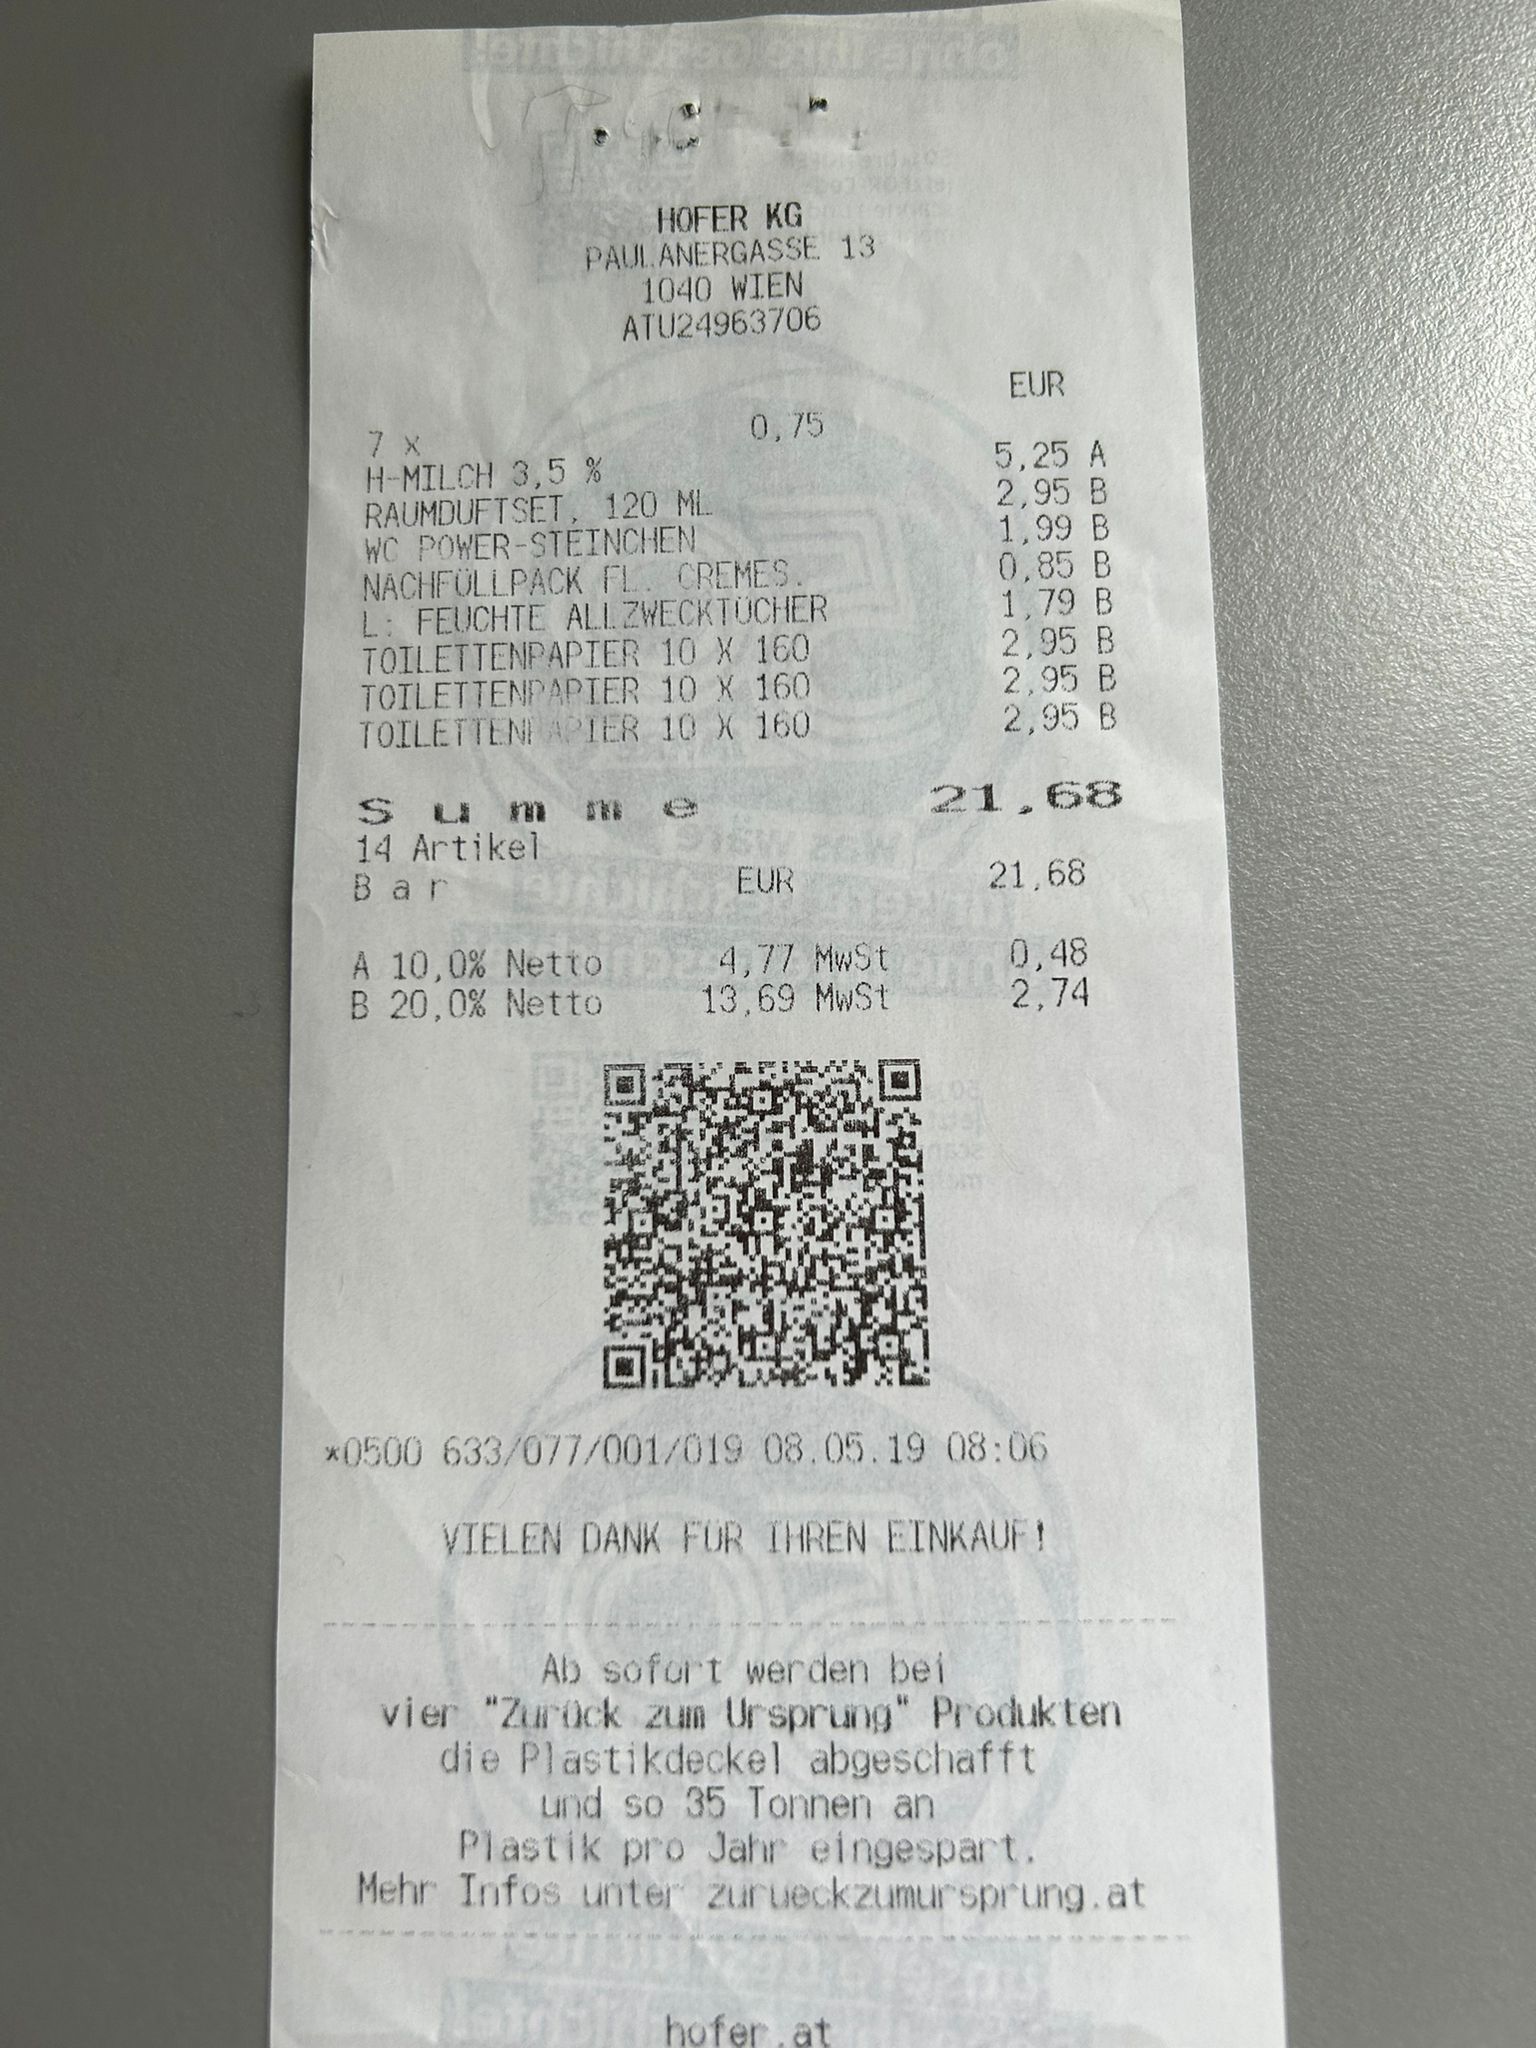 HOFER KG
PAULANERGASSE 13
1040 WIEN
ATU24963706
EUR
7 X 0,75
H-MILCH 3,5 % 5,25 A
RAUMDUFTSET, 120 ML 2,95 B
WC POWER-STEINCHEN 1,99 B
NACHFÜLLPACK FL. CREMES. 0,85 B
L: FEUCHTE ALLZWECKTÜCHER 1,79 B
TOILETTENPAPIER 10 X 160 2,95 B
TOILETTENPAPIER 10 X 160 2,95 B
TOILETTENPAPIER 10 X 160 2,95 B
Summe 21,68
14 Artikel
Bar EUR 21,68
A 10,0% Netto 4,77 MwSt 0,48
B 20,0% Netto 13,69 MwSt 2,74
*0500 633/077/001/019 08.05.19 08:06
VIELEN DANK FÜR IHREN EINKAUF!
Ab sofort werden bei
vier "Zurück zum Ursprung" Produkten
die Plastikdeckel abgeschafft
und so 35 Tonnen an
Plastik pro Jahr eingespart.
Mehr Infos unter zurueckzumursprung.at
hofer.at